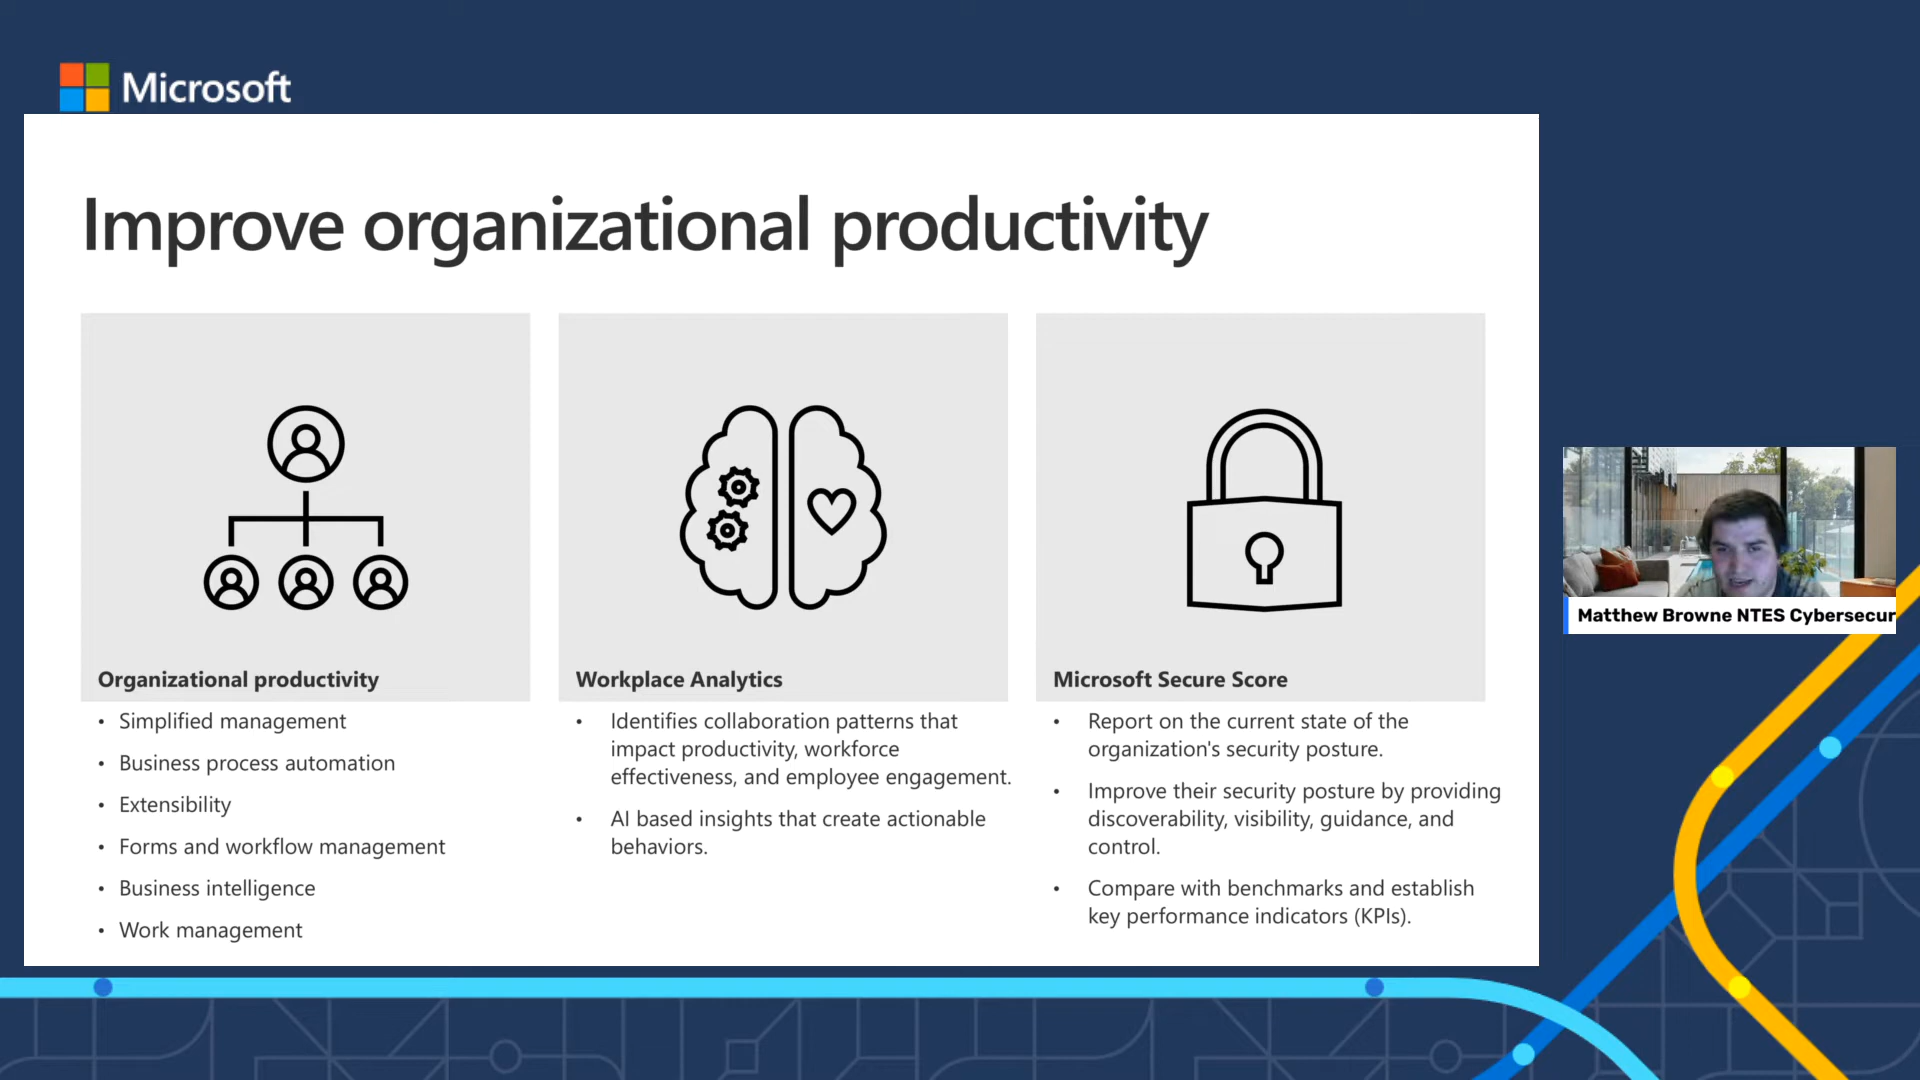 Microsoft
Improve organizational productivity
Organizational productivity
• Simplified management
• Business process automation
• Extensibility
• Forms and workflow management
• Business intelligence
• Work management
Workplace Analytics
• Identifies collaboration patterns that
impact productivity, workforce
effectiveness, and employee engagement.
• AI based insights that create actionable
behaviors.
Microsoft Secure Score
• Report on the current state of the
organization's security posture.
• Improve their security posture by providing
discoverability, visibility, guidance, and
control.
• Compare with benchmarks and establish
key performance indicators (KPIs).
Matthew Browne NTES Cybersecur